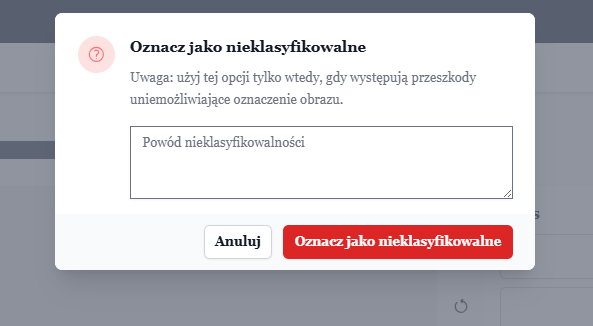 Oznacz jako nieklasyfikowalne
Uwaga: użyj tej opcji tylko wtedy, gdy występują przeszkody
uniemożliwiające oznaczenie obrazu.
Powód nieklasyfikowalności
Anuluj
Oznacz jako nieklasyfikowalne